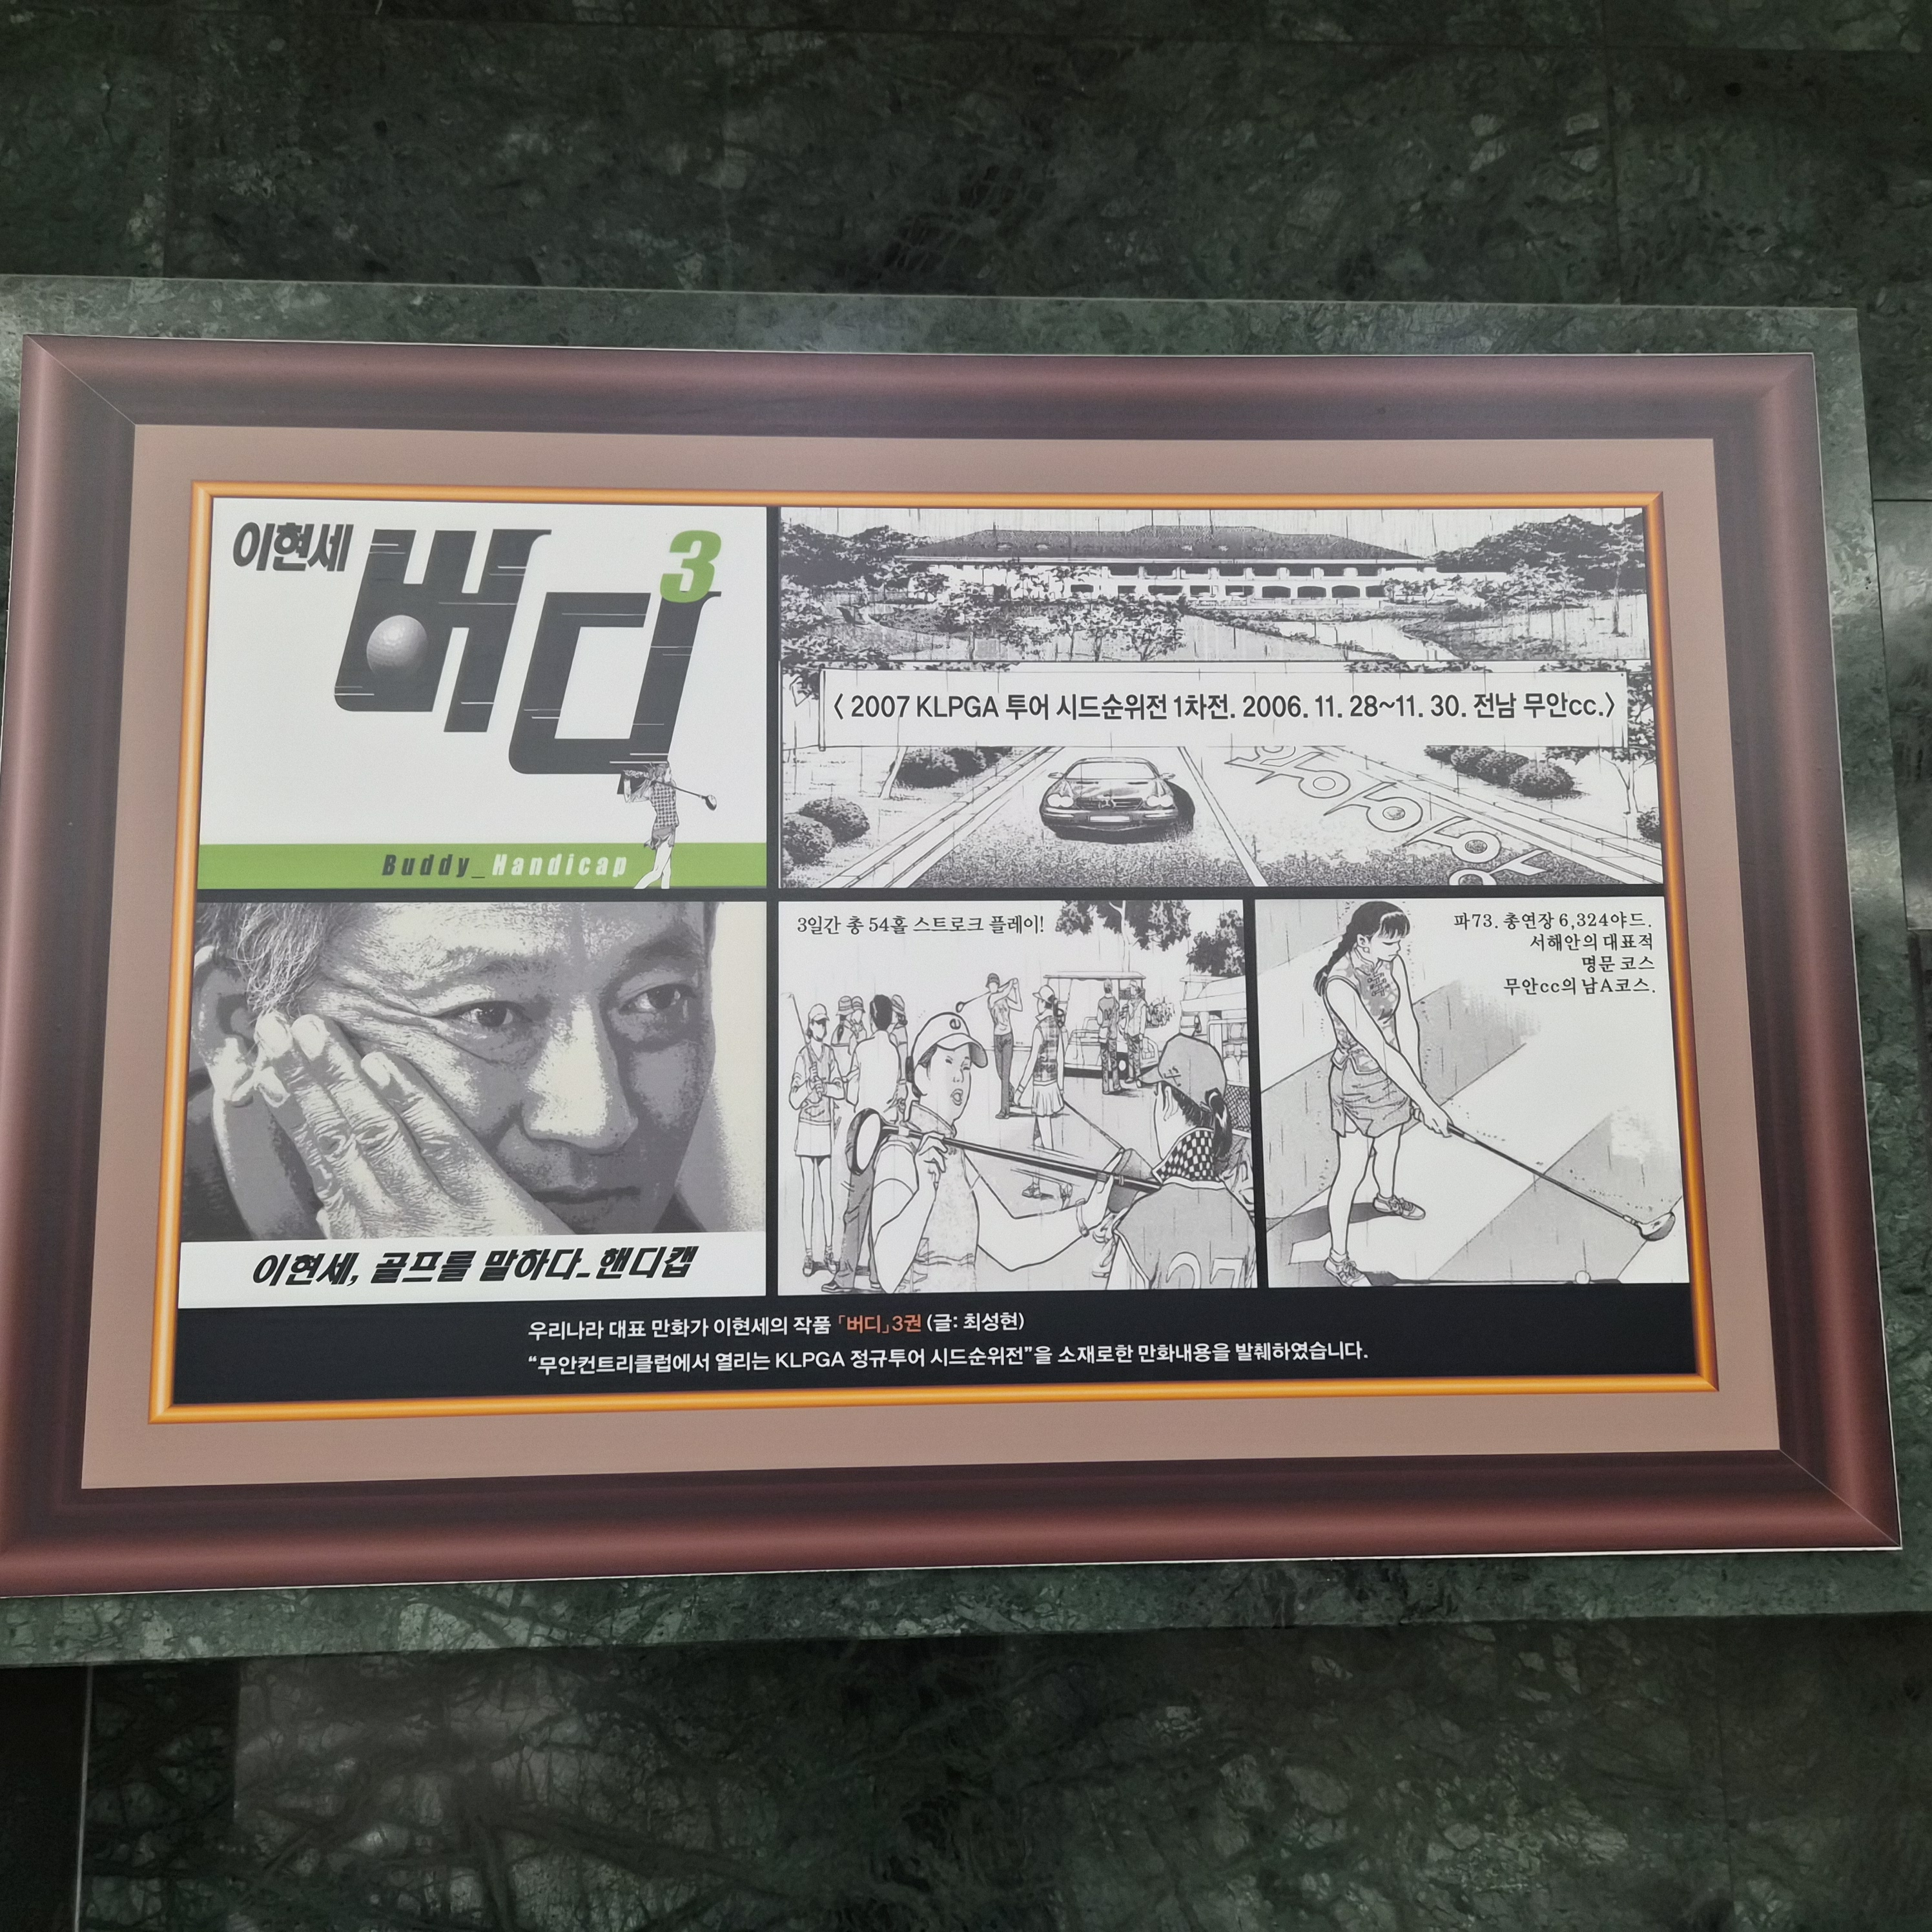 이현세
버디 3
Buddy_Handicap
< 2007 KLPGA 투어 시드순위전 1차전. 2006. 11. 28~11. 30. 전남 무안cc.>
이현세, 골프를 말하다_핸디캡
3일간 총 54홀 스트로크 플레이!
27
파73. 총연장 6,324야드.
서해안의 대표적
명문 코스
무안cc의 남A코스.
우리나라 대표 만화가 이현세의 작품 「버디」3권 (글: 최성현)
“무안컨트리클럽에서 열리는 KLPGA 정규투어 시드순위전”을 소재로한 만화내용을 발췌하였습니다.